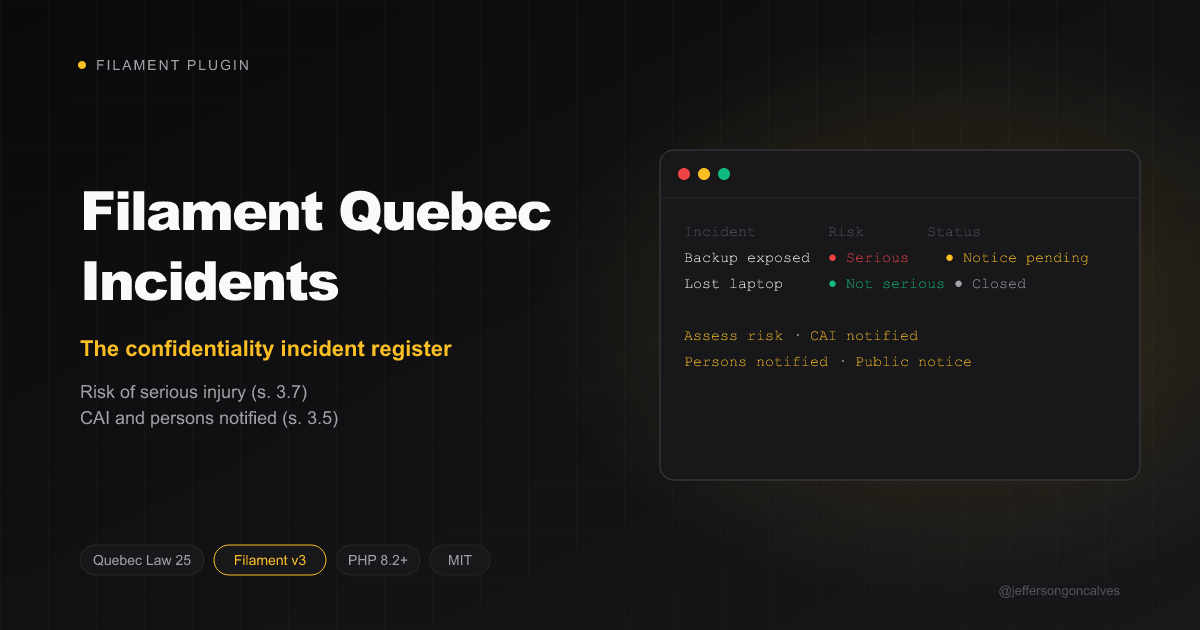 FILAMENT PLUGIN
Filament Quebec
Incidents
The confidentiality incident register
Risk of serious injury (s. 3.7)
CAI and persons notified (s. 3.5)
Incident Risk Status
Backup exposed ● Serious ● Notice pending
Lost laptop ● Not serious ● Closed
Assess risk · CAI notified
Persons notified · Public notice
Quebec Law 25 Filament v3 PHP 8.2+ MIT
@jeffersongoncalves